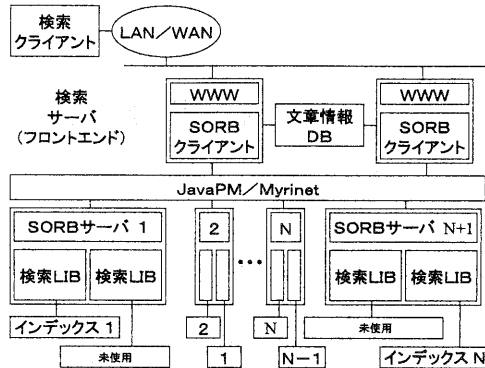 検索
クライアント
LAN／WAN
検索
サーバ
(フロントエンド)
WWW
SORB
クライアント
文章情報
DB
WWW
SORB
クライアント
JavaPM／Myrinet
SORBサーバ 1
検索LIB
検索LIB
2
N
•••
SORBサーバ N+1
検索LIB
検索LIB
インデックス 1
未使用
2
1
N
N－1
未使用
インデックス N